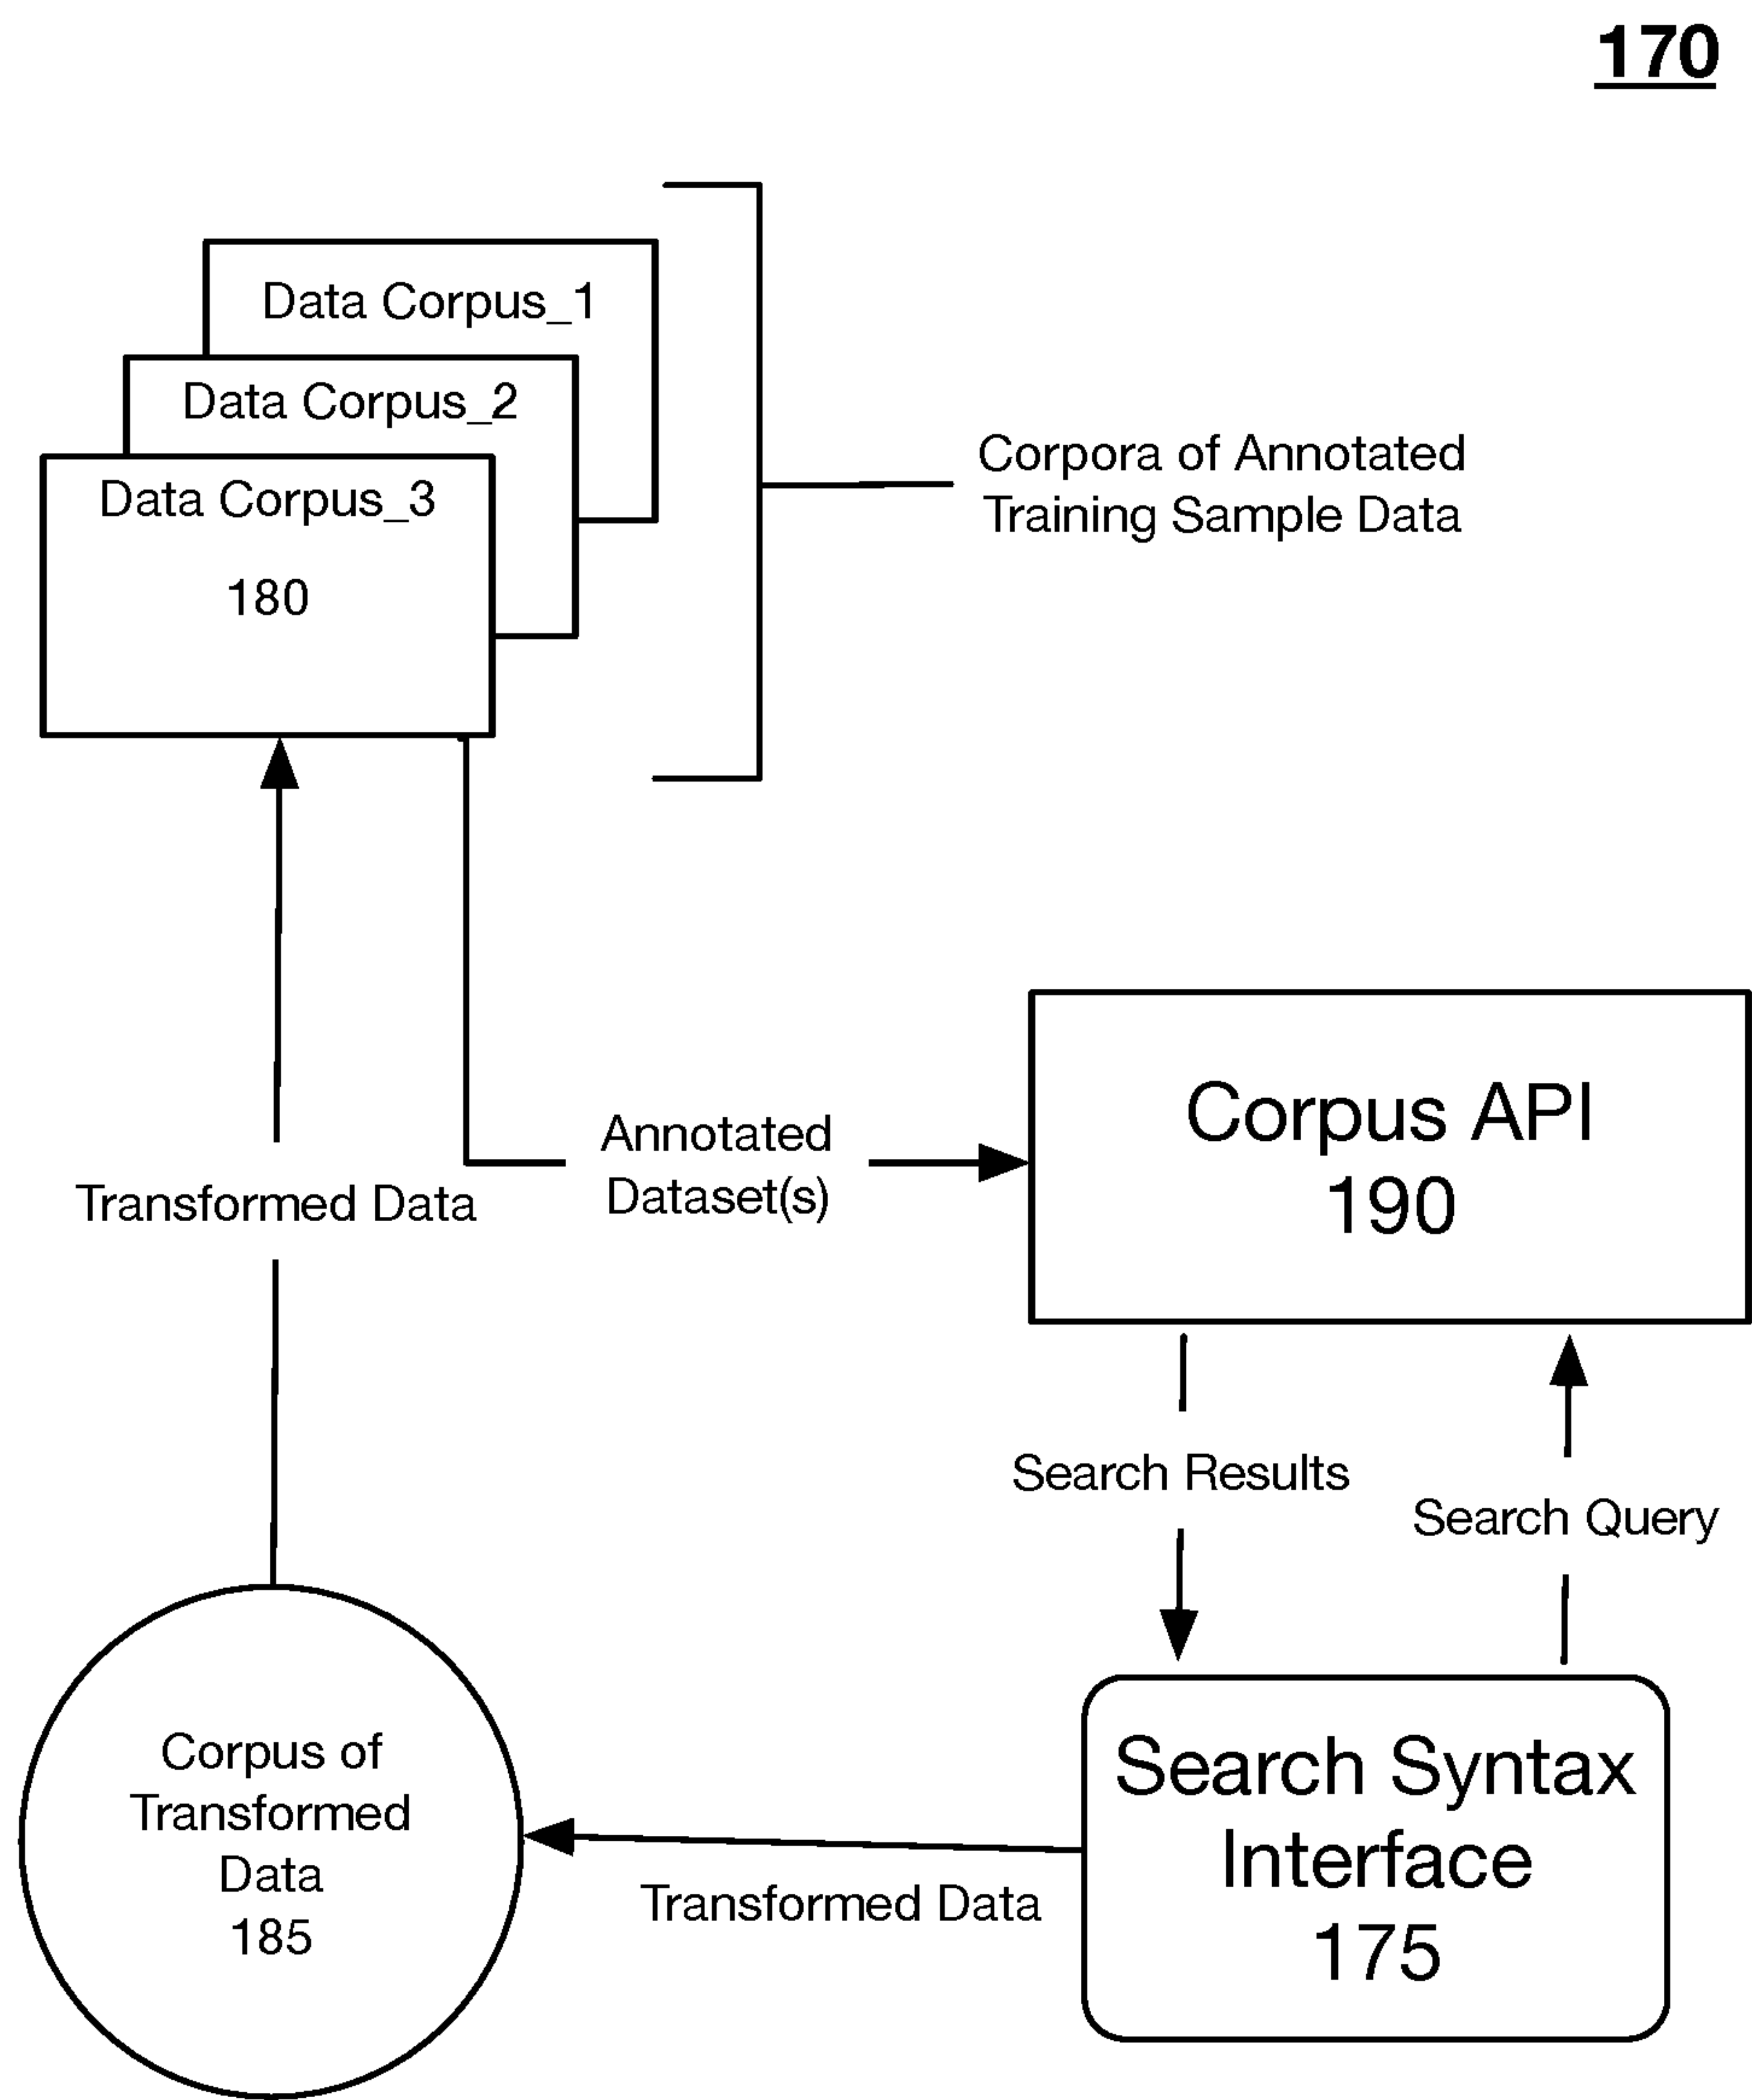 170
Data Corpus_1
Data Corpus_2
Data Corpus_3
180
Corpora of Annotated
Training Sample Data
Corpus API
190
Annotated
Dataset(s)
Transformed Data
Search Results
Search Query
Corpus of
Transformed
Data
185
Transformed Data
Search Syntax
Interface
175